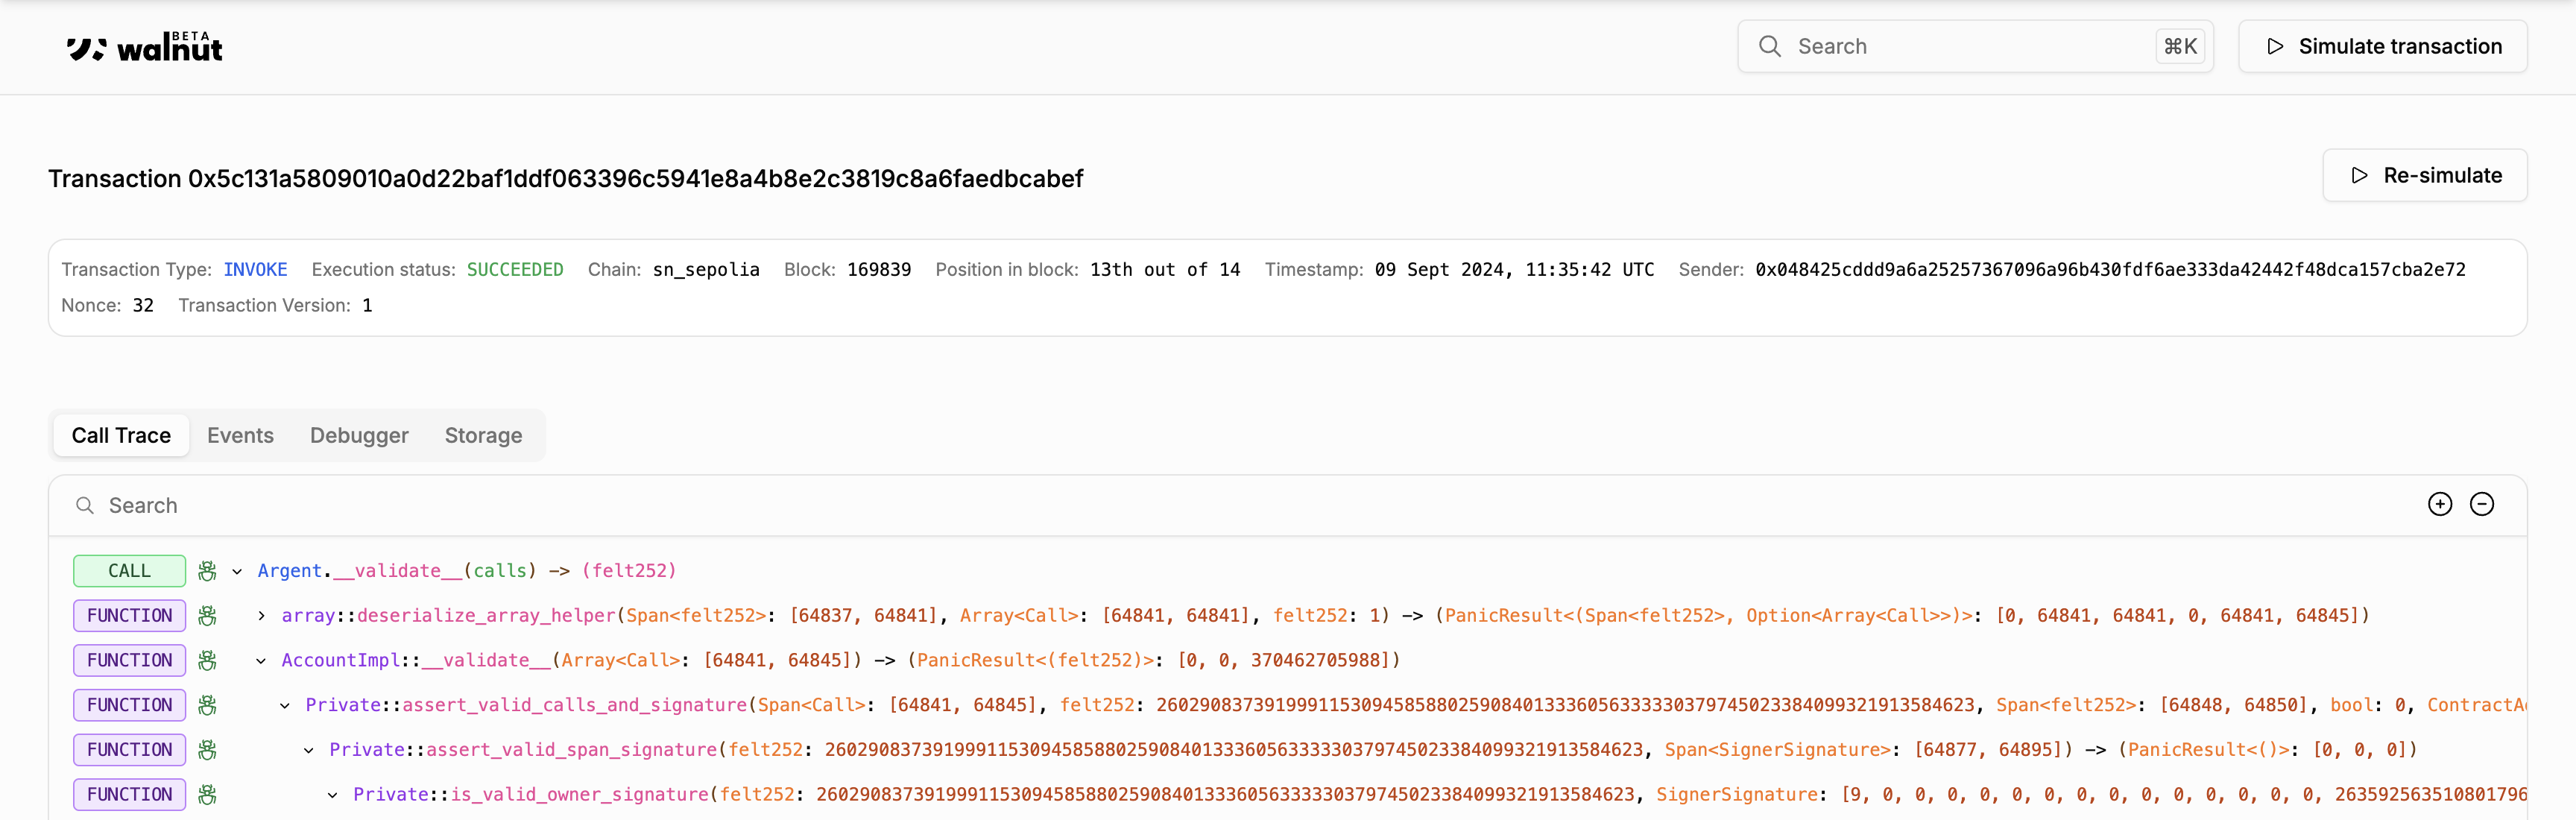 walnut BETA
Search ⌘K
Simulate transaction
Transaction 0x5c131a5809010a0d22baf1ddf063396c5941e8a4b8e2c3819c8a6faedbcabef
Re-simulate
Transaction Type: INVOKE Execution status: SUCCEEDED Chain: sn_sepolia Block: 169839 Position in block: 13th out of 14 Timestamp: 09 Sept 2024, 11:35:42 UTC Sender: 0x048425cddd9a6a25257367096a96b430fdf6ae333da42442f48dca157cba2e72
Nonce: 32 Transaction Version: 1
Call Trace Events Debugger Storage
Search
CALL Argent.__validate__(calls) —> (felt252)
FUNCTION array::deserialize_array_helper(Span<felt252>: [64837, 64841], Array<Call>: [64841, 64841], felt252: 1) —> (PanicResult<(Span<felt252>, Option<Array<Call>>)>: [0, 64841, 64841, 0, 64841, 64845])
FUNCTION AccountImpl::__validate__(Array<Call>: [64841, 64845]) —> (PanicResult<(felt252)>: [0, 0, 370462705988])
FUNCTION Private::assert_valid_calls_and_signature(Span<Call>: [64841, 64845], felt252: 2602908373919991153094585880259084013336056333330379745023384099321913584623, Span<felt252>: [64848, 64850], bool: 0, ContractA
FUNCTION Private::assert_valid_span_signature(felt252: 2602908373919991153094585880259084013336056333330379745023384099321913584623, Span<SignerSignature>: [64877, 64895]) —> (PanicResult<()>: [0, 0, 0])
FUNCTION Private::is_valid_owner_signature(felt252: 2602908373919991153094585880259084013336056333330379745023384099321913584623, SignerSignature: [9, 0, 0, 0, 0, 0, 0, 0, 0, 0, 0, 0, 0, 0, 0, 263592563510801796